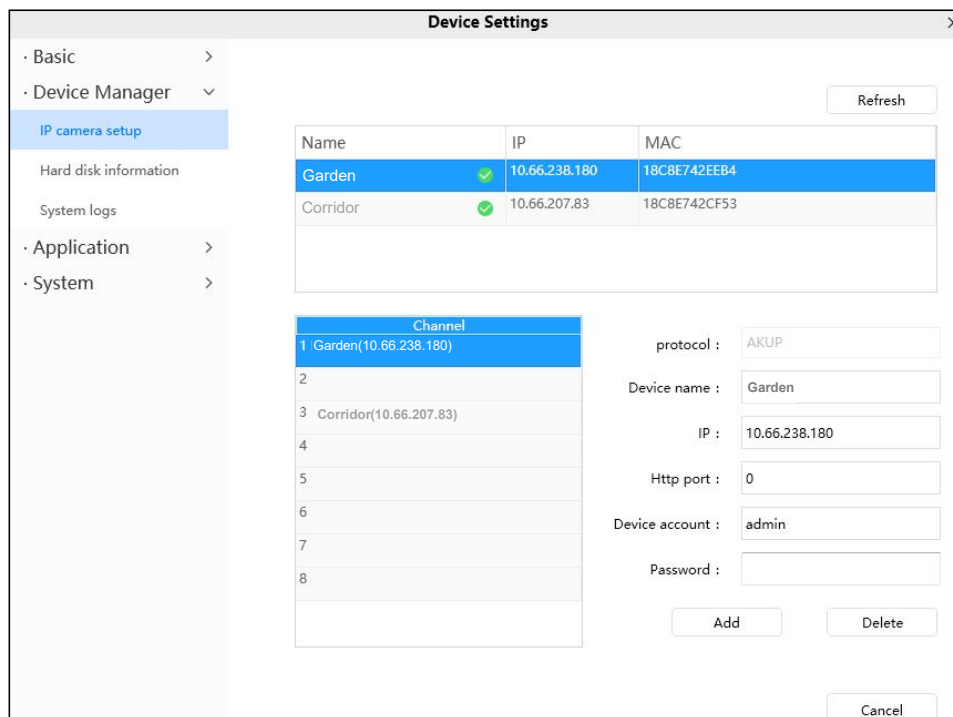 Device Settings
· Basic
· Device Manager
IP camera setup
Hard disk information
System logs
· Application
· System
Refresh
Name IP MAC
Garden 10.66.238.180 18C8E742EEB4
Corridor 10.66.207.83 18C8E742CF53
Channel
1 Garden(10.66.238.180)
2
3 Corridor(10.66.207.83)
4
5
6
7
8
protocol : AKUP
Device name : Garden
IP : 10.66.238.180
Http port : 0
Device account : admin
Password :
Add Delete
Cancel